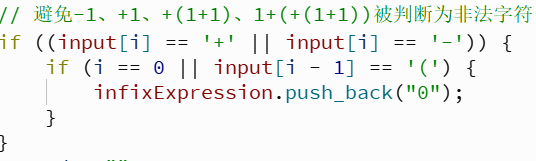 // 避免-1、+1、+(1+1)、1+(+(1+1))被判断为非法字符
if ((input[i] == '+' || input[i] == '-')) {
    if (i == 0 || input[i - 1] == '(') {
        infixExpression.push_back("0");
    }
}